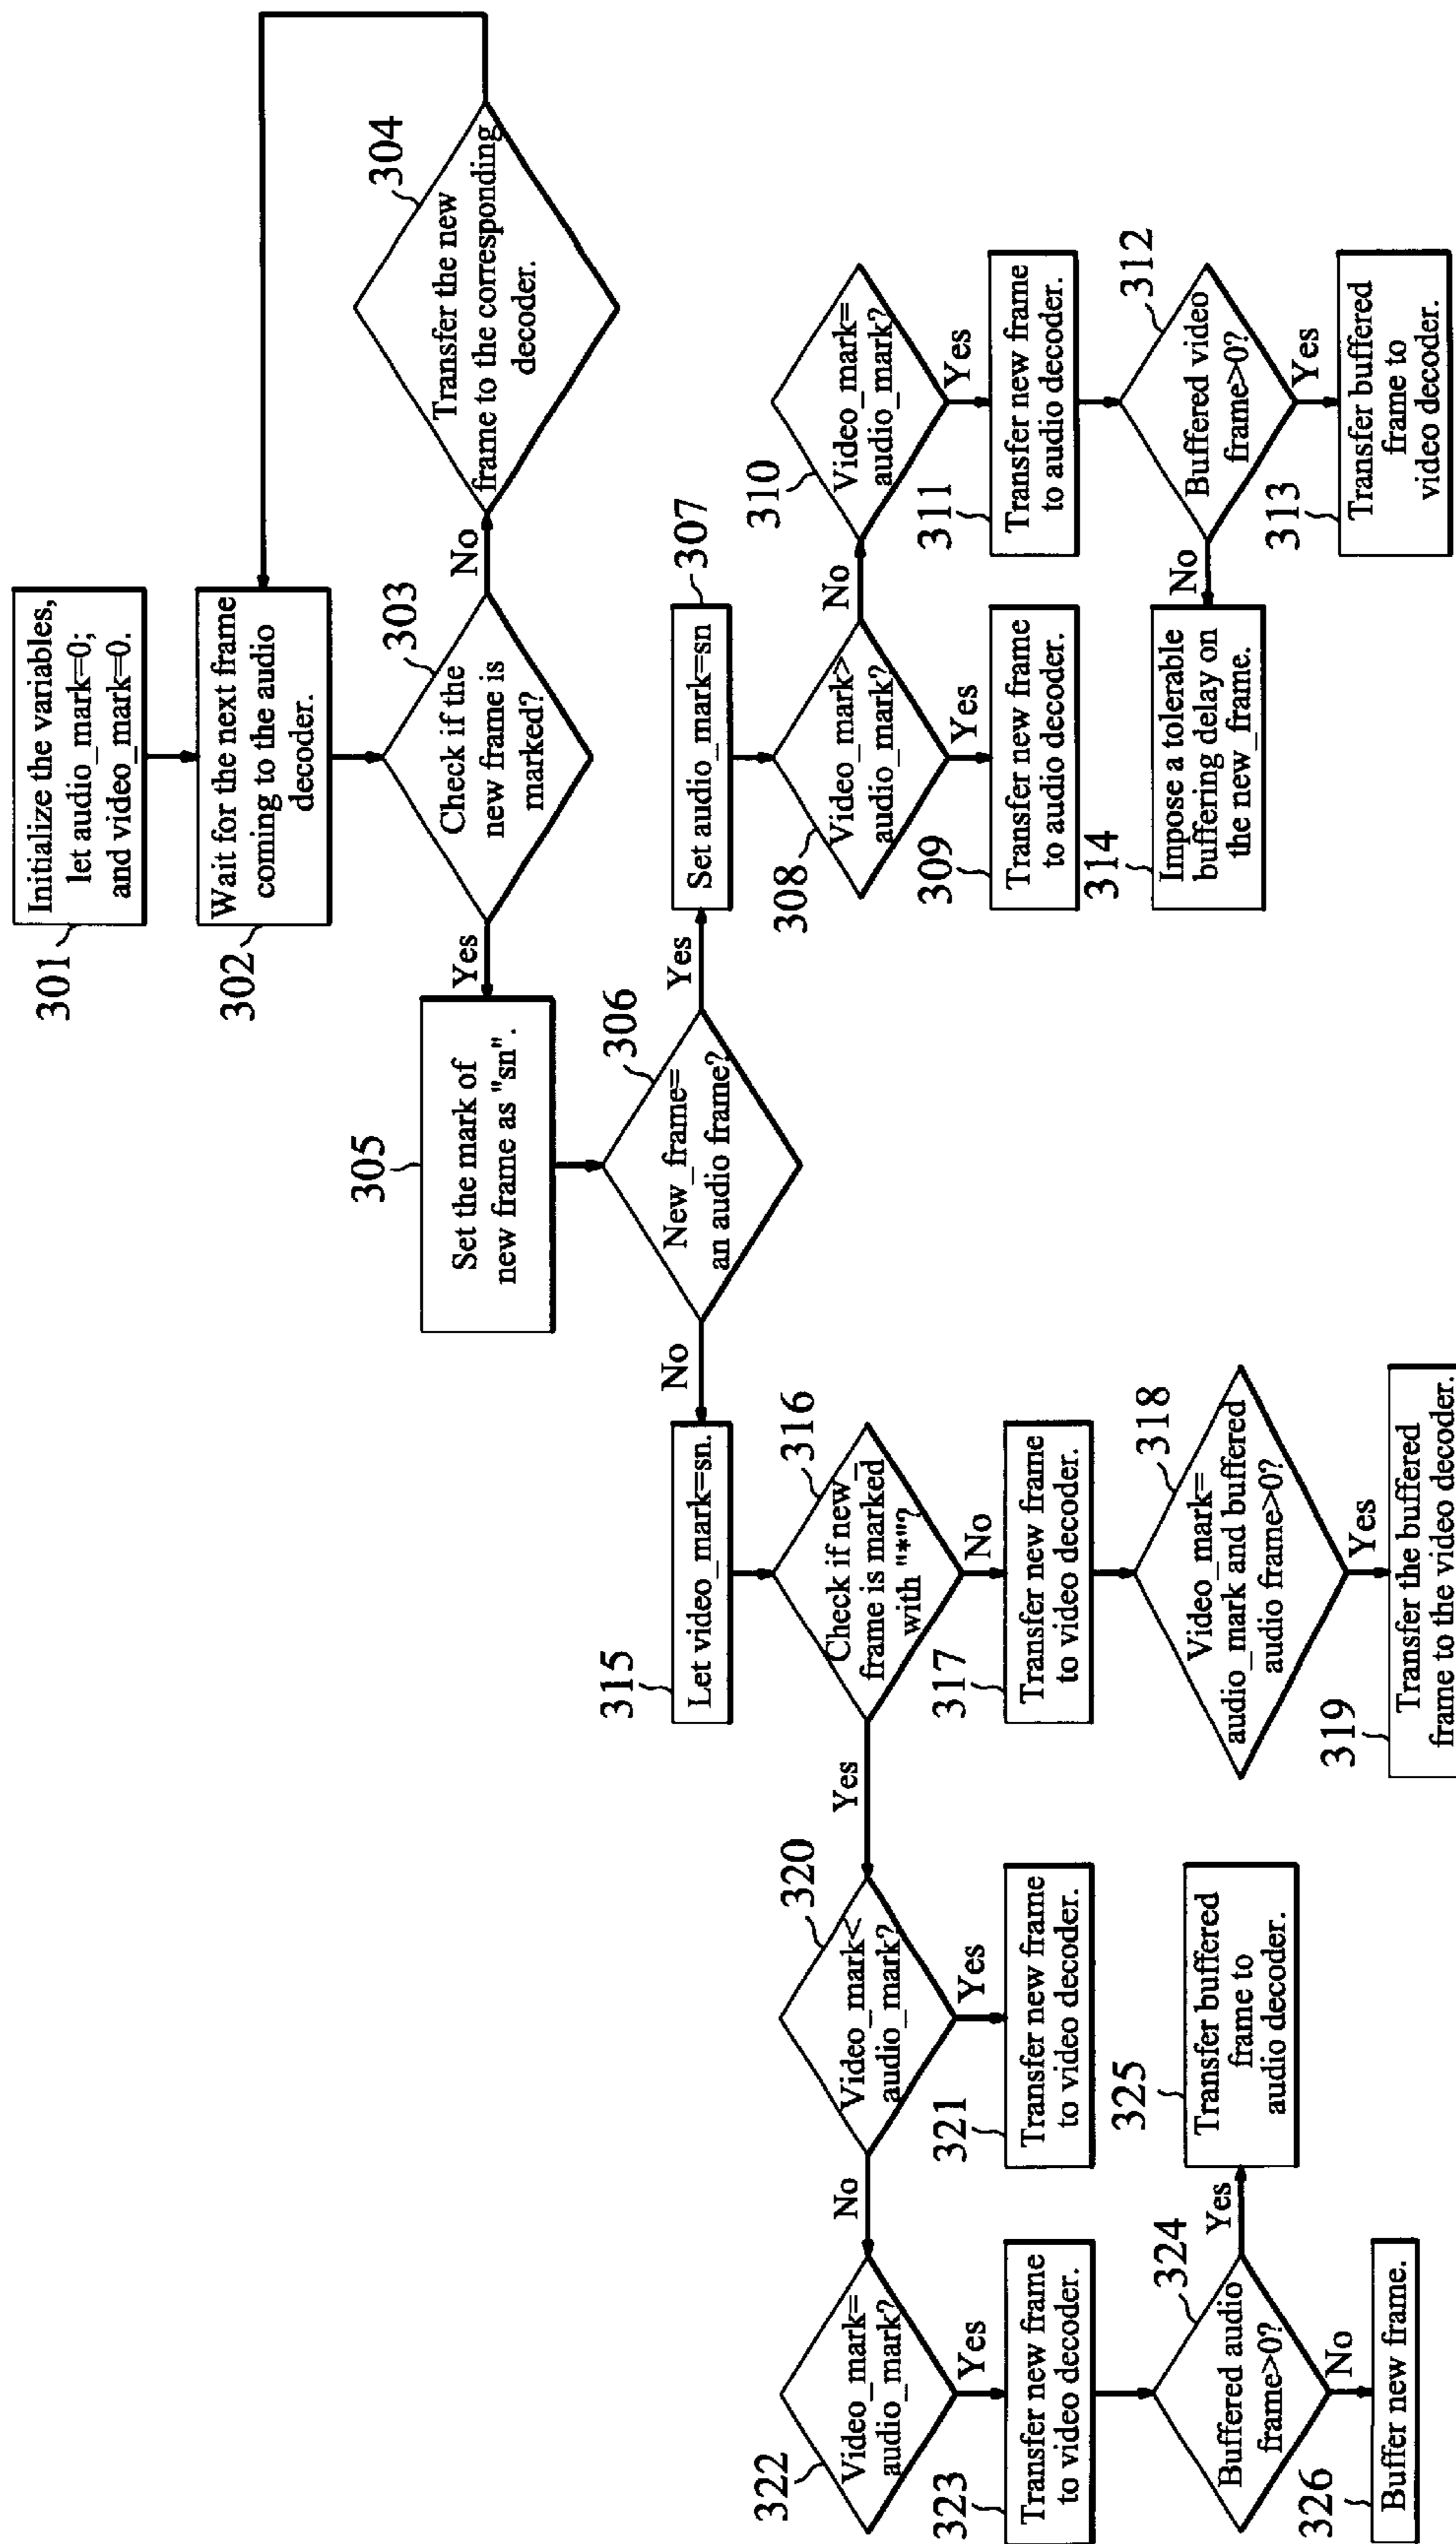 301
Initialize the variables,
let audio_mark=0;
and video_mark=0.
302
Wait for the next frame
coming to the audio
decoder.
303
Check if the
new frame is
marked?
No
304
Transfer the new
frame to the corresponding
decoder.
Yes
305
Set the mark of
new frame as "sn".
306
New_frame=
an audio frame?
Yes
307
Set audio_mark=sn
308
Video_mark>
audio_mark?
Yes
309
Transfer new frame
to audio decoder.
No
310
Video_mark=
audio_mark?
Yes
311
Transfer new frame
to audio decoder.
312
Buffered video
frame>0?
Yes
313
Transfer buffered
frame to
video decoder.
No
314
Impose a tolerable
buffering delay on
the new_frame.
No
315
Let video_mark=sn.
316
Check if new_
frame is marked
with "*"?
No
317
Transfer new frame
to video decoder.
318
Video_mark=
audio_mark and buffered
audio frame>0?
Yes
319
Transfer the buffered
frame to the video decoder.
Yes
320
Video_mark<
audio_mark?
Yes
321
Transfer new frame
to video decoder.
No
322
Video_mark=
audio_mark?
Yes
323
Transfer new frame
to video decoder.
324
Buffered audio
frame>0?
Yes
325
Transfer buffered
frame to
audio decoder.
No
326
Buffer new frame.